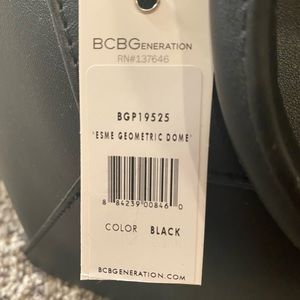 BCBGENERATION
RN#137646
BGP19525
"ESME GEOMETRIC DOME"
8 84239 00846 0
COLOR BLACK
BCBGENERATION.COM